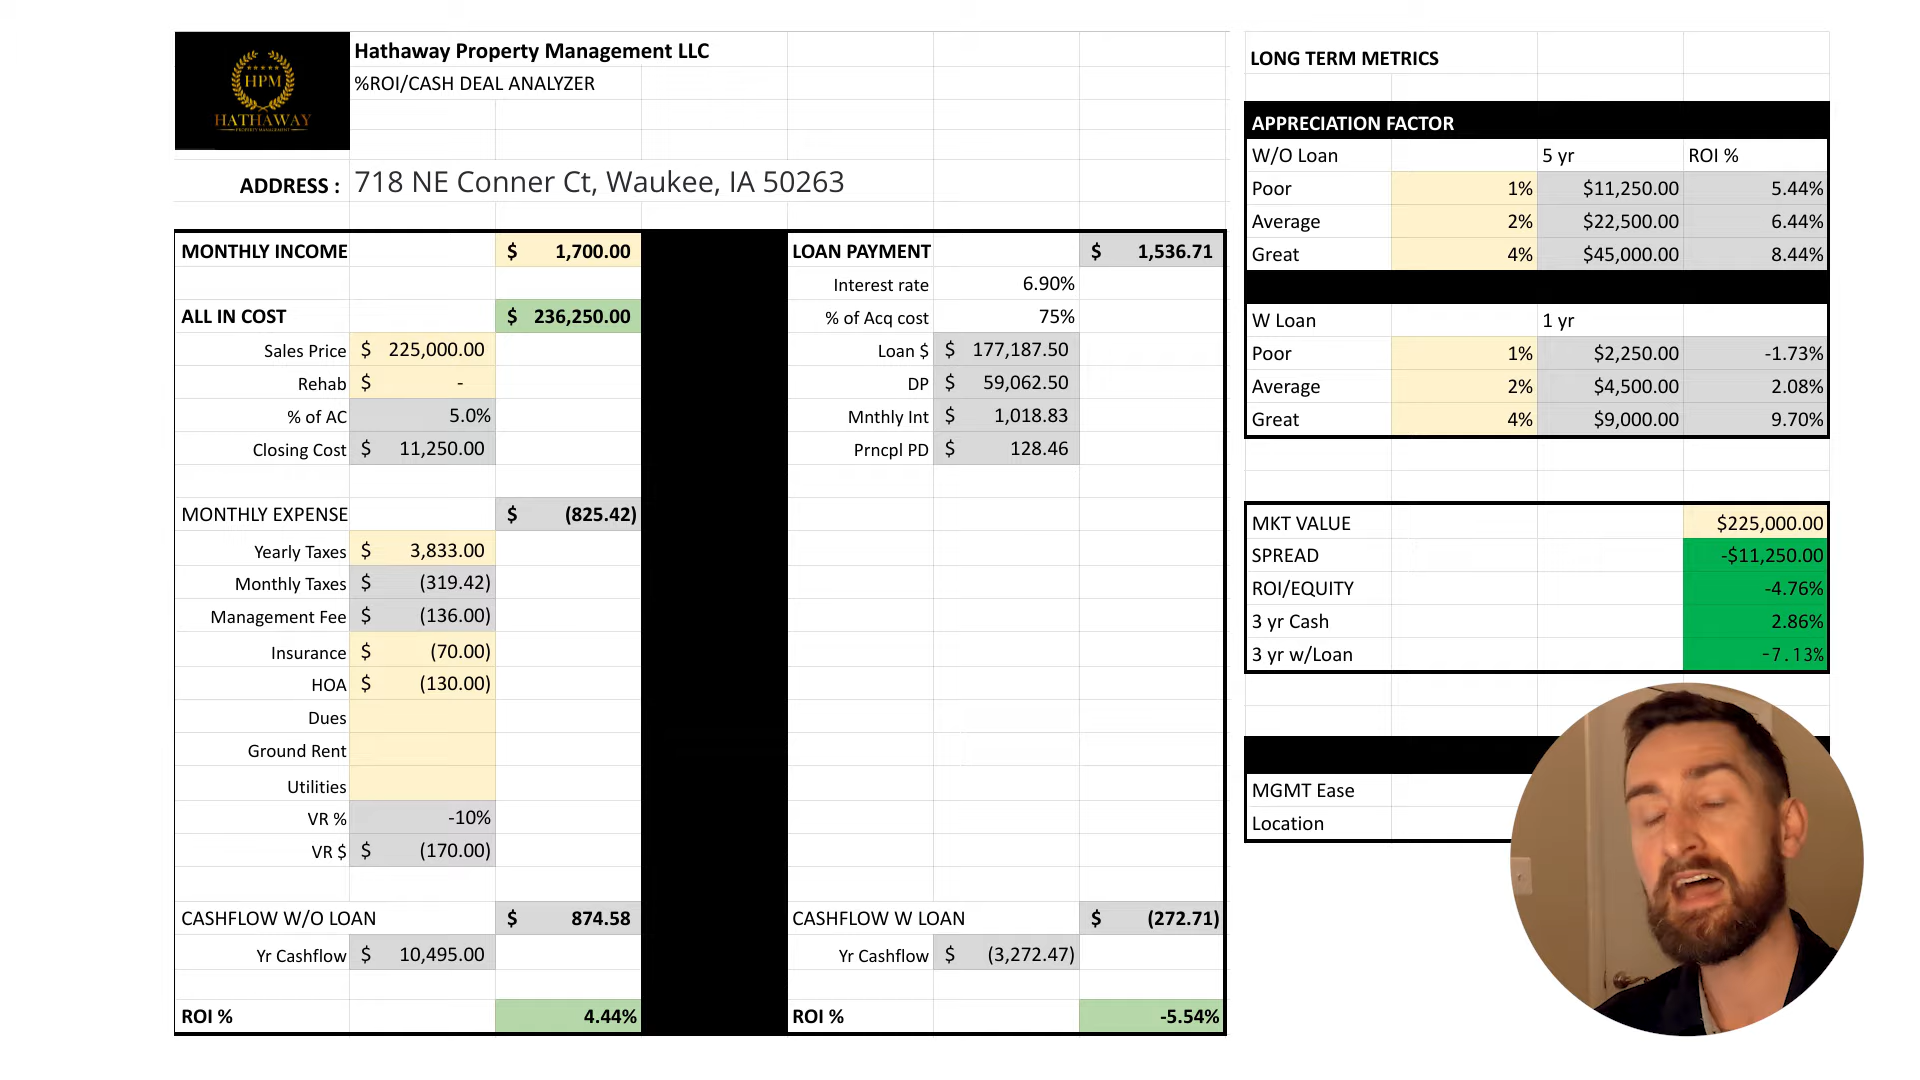 HPM
HATHAWAY
PROPERTY MANAGEMENT
Hathaway Property Management LLC
%ROI/CASH DEAL ANALYZER
ADDRESS : 718 NE Conner Ct, Waukee, IA 50263
MONTHLY INCOME $ 1,700.00
ALL IN COST $ 236,250.00
Sales Price $ 225,000.00
Rehab $ -
% of AC 5.0%
Closing Cost $ 11,250.00
MONTHLY EXPENSE $ (825.42)
Yearly Taxes $ 3,833.00
Monthly Taxes $ (319.42)
Management Fee $ (136.00)
Insurance $ (70.00)
HOA $ (130.00)
Dues
Ground Rent
Utilities
VR % -10%
VR $ $ (170.00)
CASHFLOW W/O LOAN $ 874.58
Yr Cashflow $ 10,495.00
ROI % 4.44%
LOAN PAYMENT $ 1,536.71
Interest rate 6.90%
% of Acq cost 75%
Loan $ $ 177,187.50
DP $ 59,062.50
Mnthly Int $ 1,018.83
Prncpl PD $ 128.46
CASHFLOW W LOAN $ (272.71)
Yr Cashflow $ (3,272.47)
ROI % -5.54%
LONG TERM METRICS
APPRECIATION FACTOR
W/O Loan 5 yr ROI %
Poor 1% $11,250.00 5.44%
Average 2% $22,500.00 6.44%
Great 4% $45,000.00 8.44%
W Loan 1 yr
Poor 1% $2,250.00 -1.73%
Average 2% $4,500.00 2.08%
Great 4% $9,000.00 9.70%
MKT VALUE $225,000.00
SPREAD -$11,250.00
ROI/EQUITY -4.76%
3 yr Cash 2.86%
3 yr w/Loan -7.13%
MGMT Ease
Location